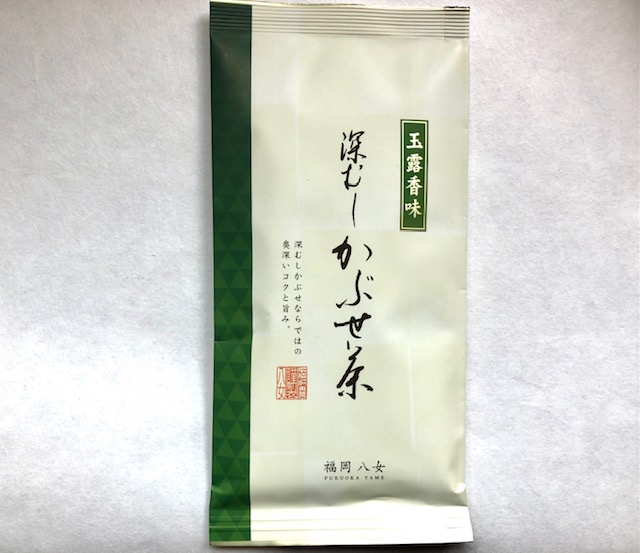 玉露香味
深むしかぶせ茶
深むしかぶせならではの
奥深いコクと旨み。
福岡 八女
FUKUOKA YAME